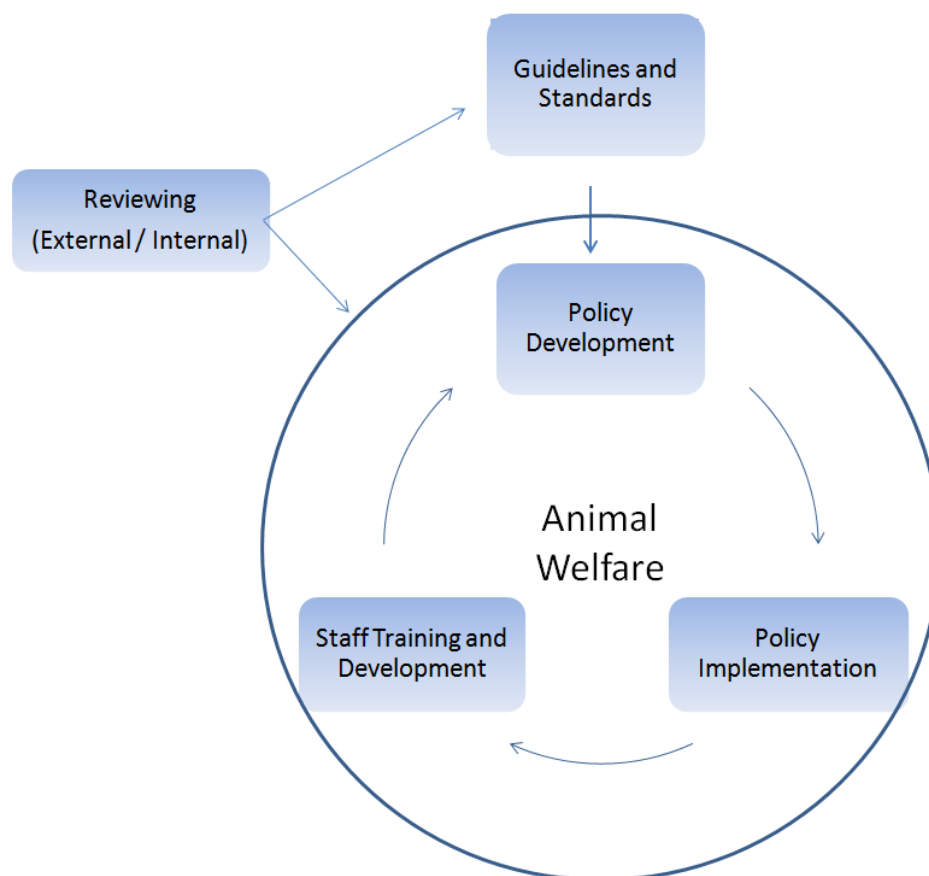 Guidelines and
Standards
Reviewing
(External / Internal)
Policy
Development
Animal
Welfare
Staff Training and
Development
Policy
Implementation